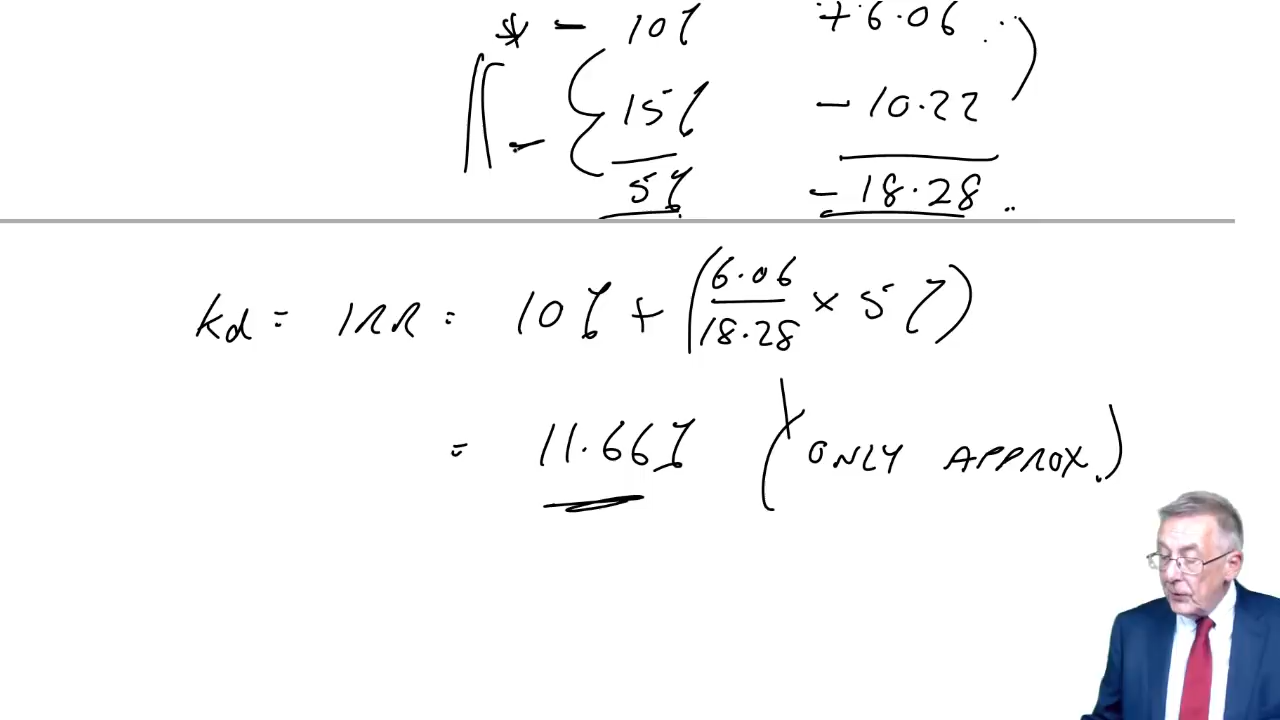 * - 10% +6.06
- 15% - 10.22
5% - 18.28
kd = IRR = 10% + (6.06/18.28 × 5%)
= 11.66% (ONLY APPROX.)